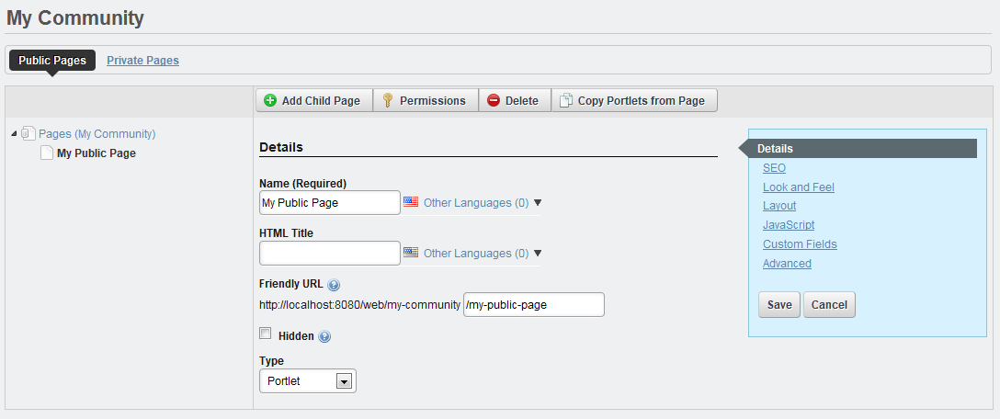 My Community
Public Pages Private Pages
Add Child Page Permissions Delete Copy Portlets from Page
Pages (My Community)
My Public Page
Details
Name (Required)
My Public Page Other Languages (0)
HTML Title
Other Languages (0)
Friendly URL ?
http://localhost:8080/web/my-community /my-public-page
Hidden ?
Type
Portlet
Details
SEO
Look and Feel
Layout
JavaScript
Custom Fields
Advanced
Save Cancel